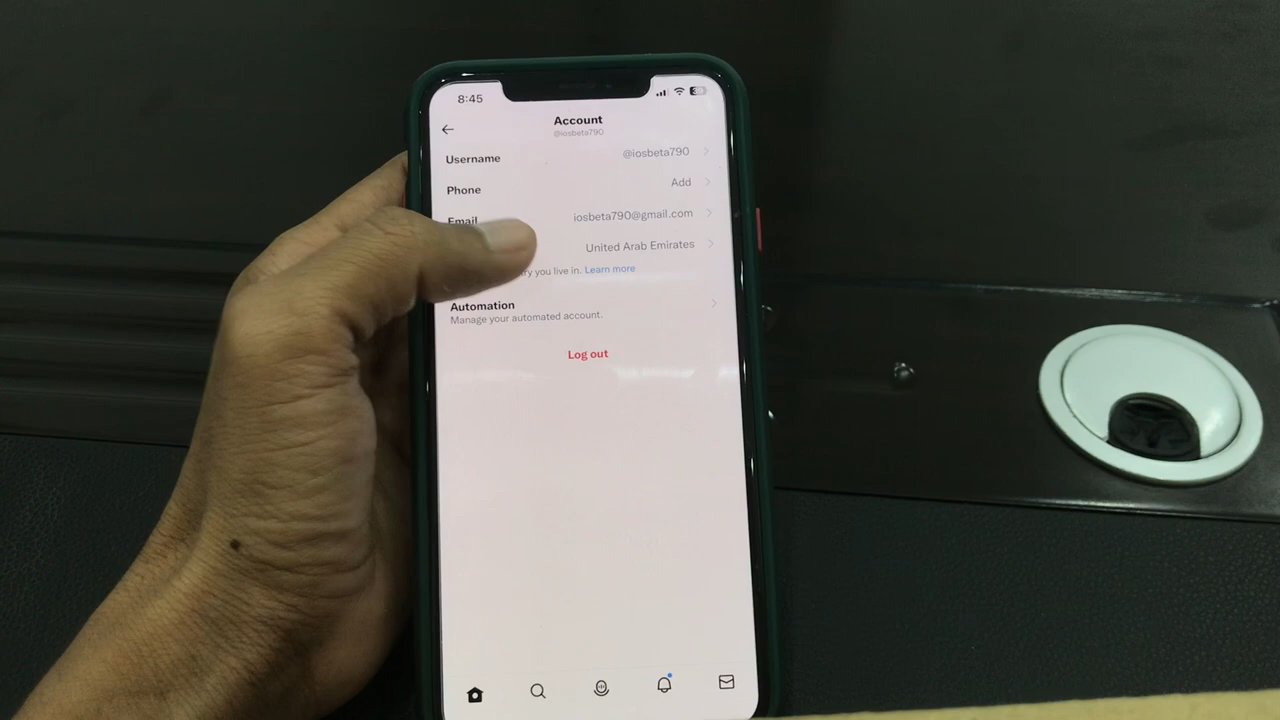 8:45
Account
@iosbeta790
Username @iosbeta790
Phone Add
Email iosbeta790@gmail.com
United Arab Emirates
you live in. Learn more
Automation
Manage your automated account.
Log out